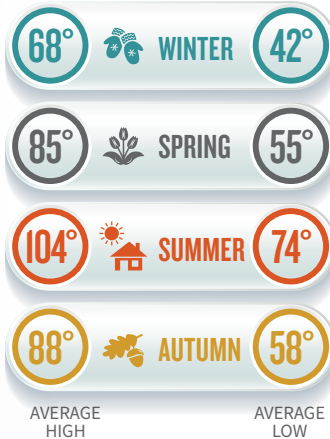 68° WINTER 42°
85° SPRING 55°
104° SUMMER 74°
88° AUTUMN 58°
AVERAGE HIGH
AVERAGE LOW